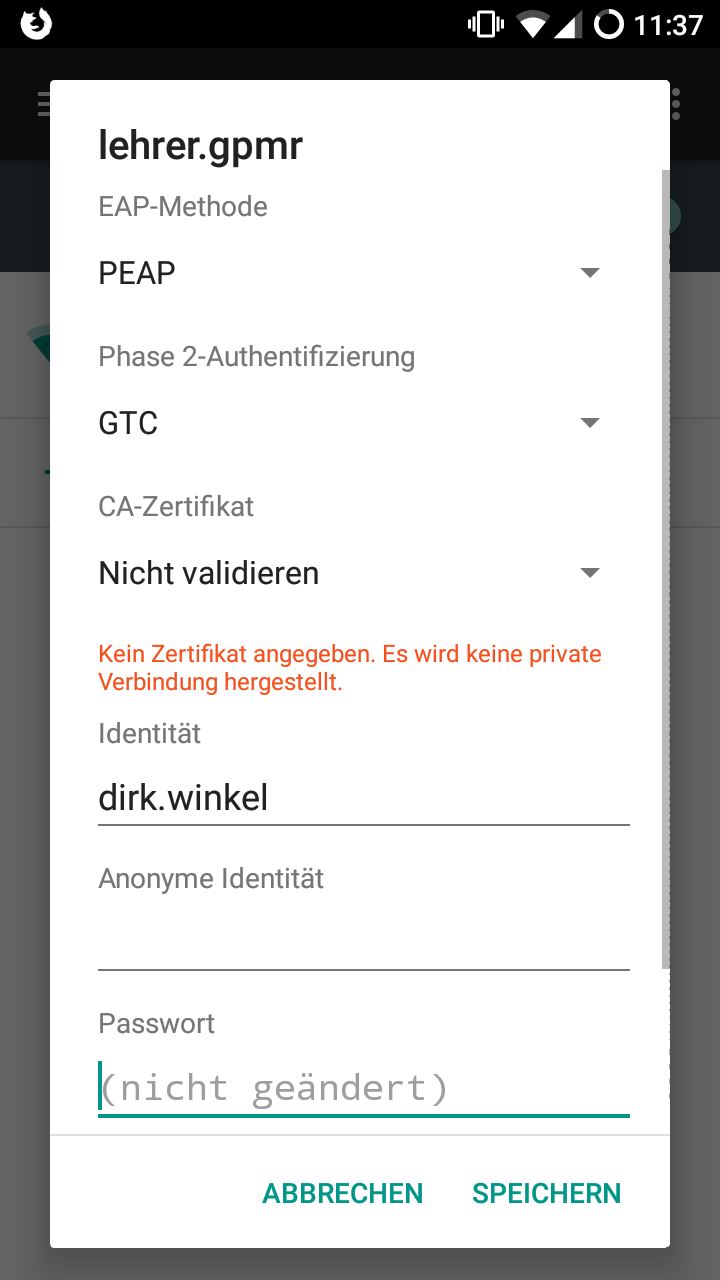 11:37
lehrer.gpmr
EAP-Methode
PEAP
Phase 2-Authentifizierung
GTC
CA-Zertifikat
Nicht validieren
Kein Zertifikat angegeben. Es wird keine private
Verbindung hergestellt.
Identität
dirk.winkel
Anonyme Identität
Passwort
(nicht geändert)
ABBRECHEN SPEICHERN